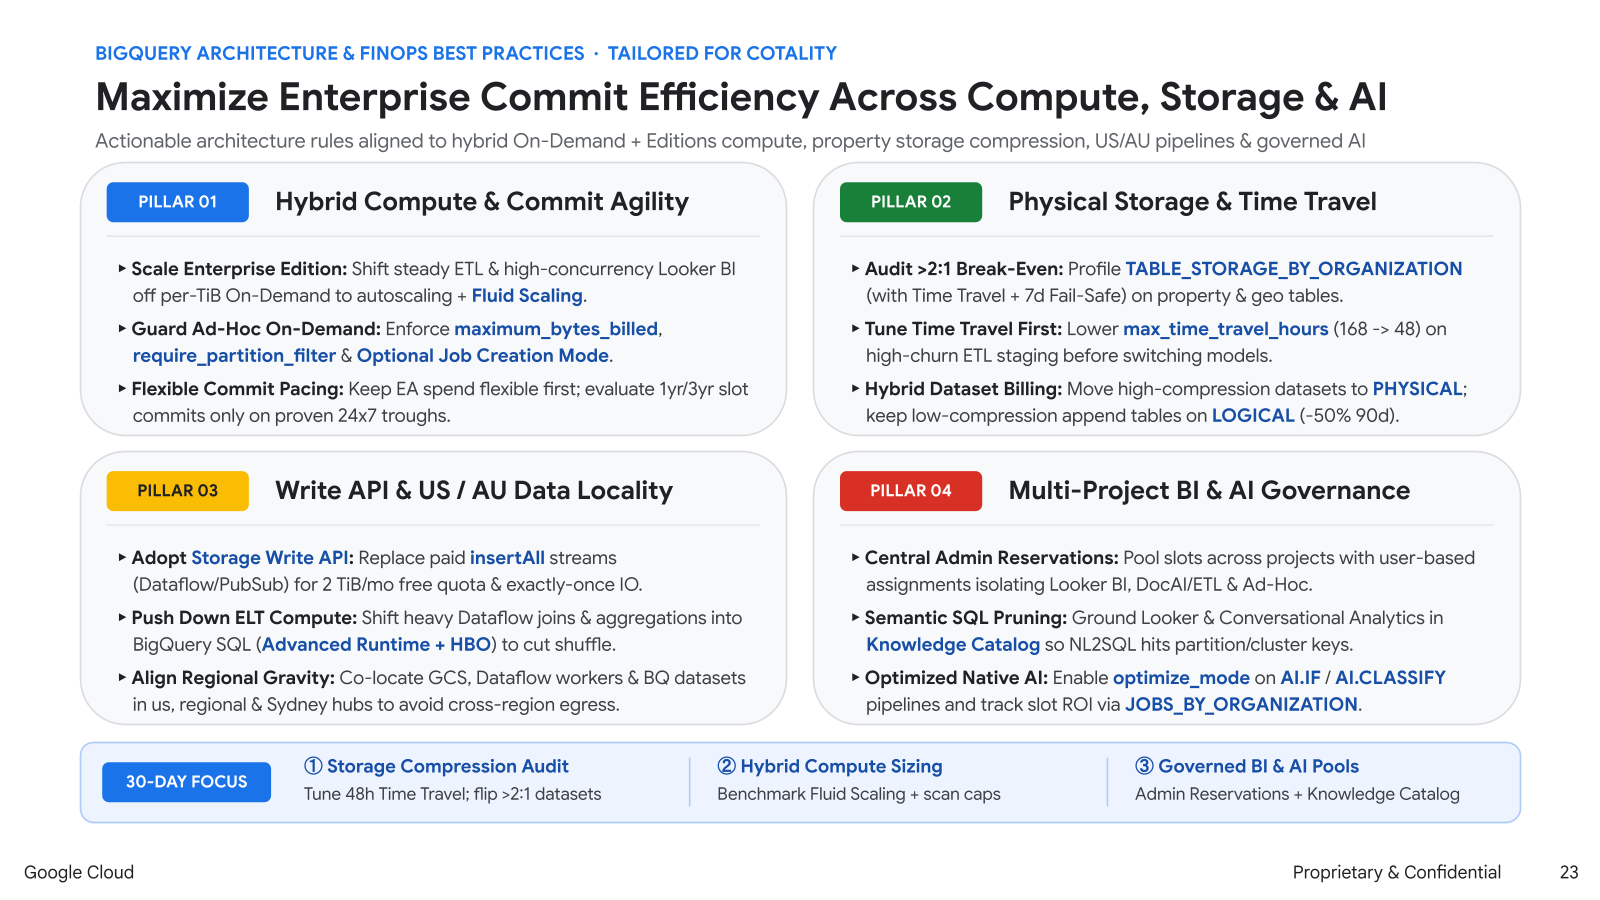 BIGQUERY ARCHITECTURE & FINOPS BEST PRACTICES · TAILORED FOR COTALITY
Maximize Enterprise Commit Efficiency Across Compute, Storage & AI
Actionable architecture rules aligned to hybrid On-Demand + Editions compute, property storage compression, US/AU pipelines & governed AI
PILLAR 01
Hybrid Compute & Commit Agility
▸ Scale Enterprise Edition: Shift steady ETL & high-concurrency Looker BI
off per-TiB On-Demand to autoscaling + Fluid Scaling.
▸ Guard Ad-Hoc On-Demand: Enforce maximum_bytes_billed,
require_partition_filter & Optional Job Creation Mode.
▸ Flexible Commit Pacing: Keep EA spend flexible first; evaluate 1yr/3yr slot
commits only on proven 24x7 troughs.
PILLAR 02
Physical Storage & Time Travel
▸ Audit >2:1 Break-Even: Profile TABLE_STORAGE_BY_ORGANIZATION
(with Time Travel + 7d Fail-Safe) on property & geo tables.
▸ Tune Time Travel First: Lower max_time_travel_hours (168 -> 48) on
high-churn ETL staging before switching models.
▸ Hybrid Dataset Billing: Move high-compression datasets to PHYSICAL;
keep low-compression append tables on LOGICAL (-50% 90d).
PILLAR 03
Write API & US / AU Data Locality
▸ Adopt Storage Write API: Replace paid insertAll streams
(Dataflow/PubSub) for 2 TiB/mo free quota & exactly-once IO.
▸ Push Down ELT Compute: Shift heavy Dataflow joins & aggregations into
BigQuery SQL (Advanced Runtime + HBO) to cut shuffle.
▸ Align Regional Gravity: Co-locate GCS, Dataflow workers & BQ datasets
in us, regional & Sydney hubs to avoid cross-region egress.
PILLAR 04
Multi-Project BI & AI Governance
▸ Central Admin Reservations: Pool slots across projects with user-based
assignments isolating Looker BI, DocAI/ETL & Ad-Hoc.
▸ Semantic SQL Pruning: Ground Looker & Conversational Analytics in
Knowledge Catalog so NL2SQL hits partition/cluster keys.
▸ Optimized Native AI: Enable optimize_mode on AI.IF / AI.CLASSIFY
pipelines and track slot ROI via JOBS_BY_ORGANIZATION.
30-DAY FOCUS
① Storage Compression Audit
Tune 48h Time Travel; flip >2:1 datasets
② Hybrid Compute Sizing
Benchmark Fluid Scaling + scan caps
③ Governed BI & AI Pools
Admin Reservations + Knowledge Catalog
Google Cloud
Proprietary & Confidential
23